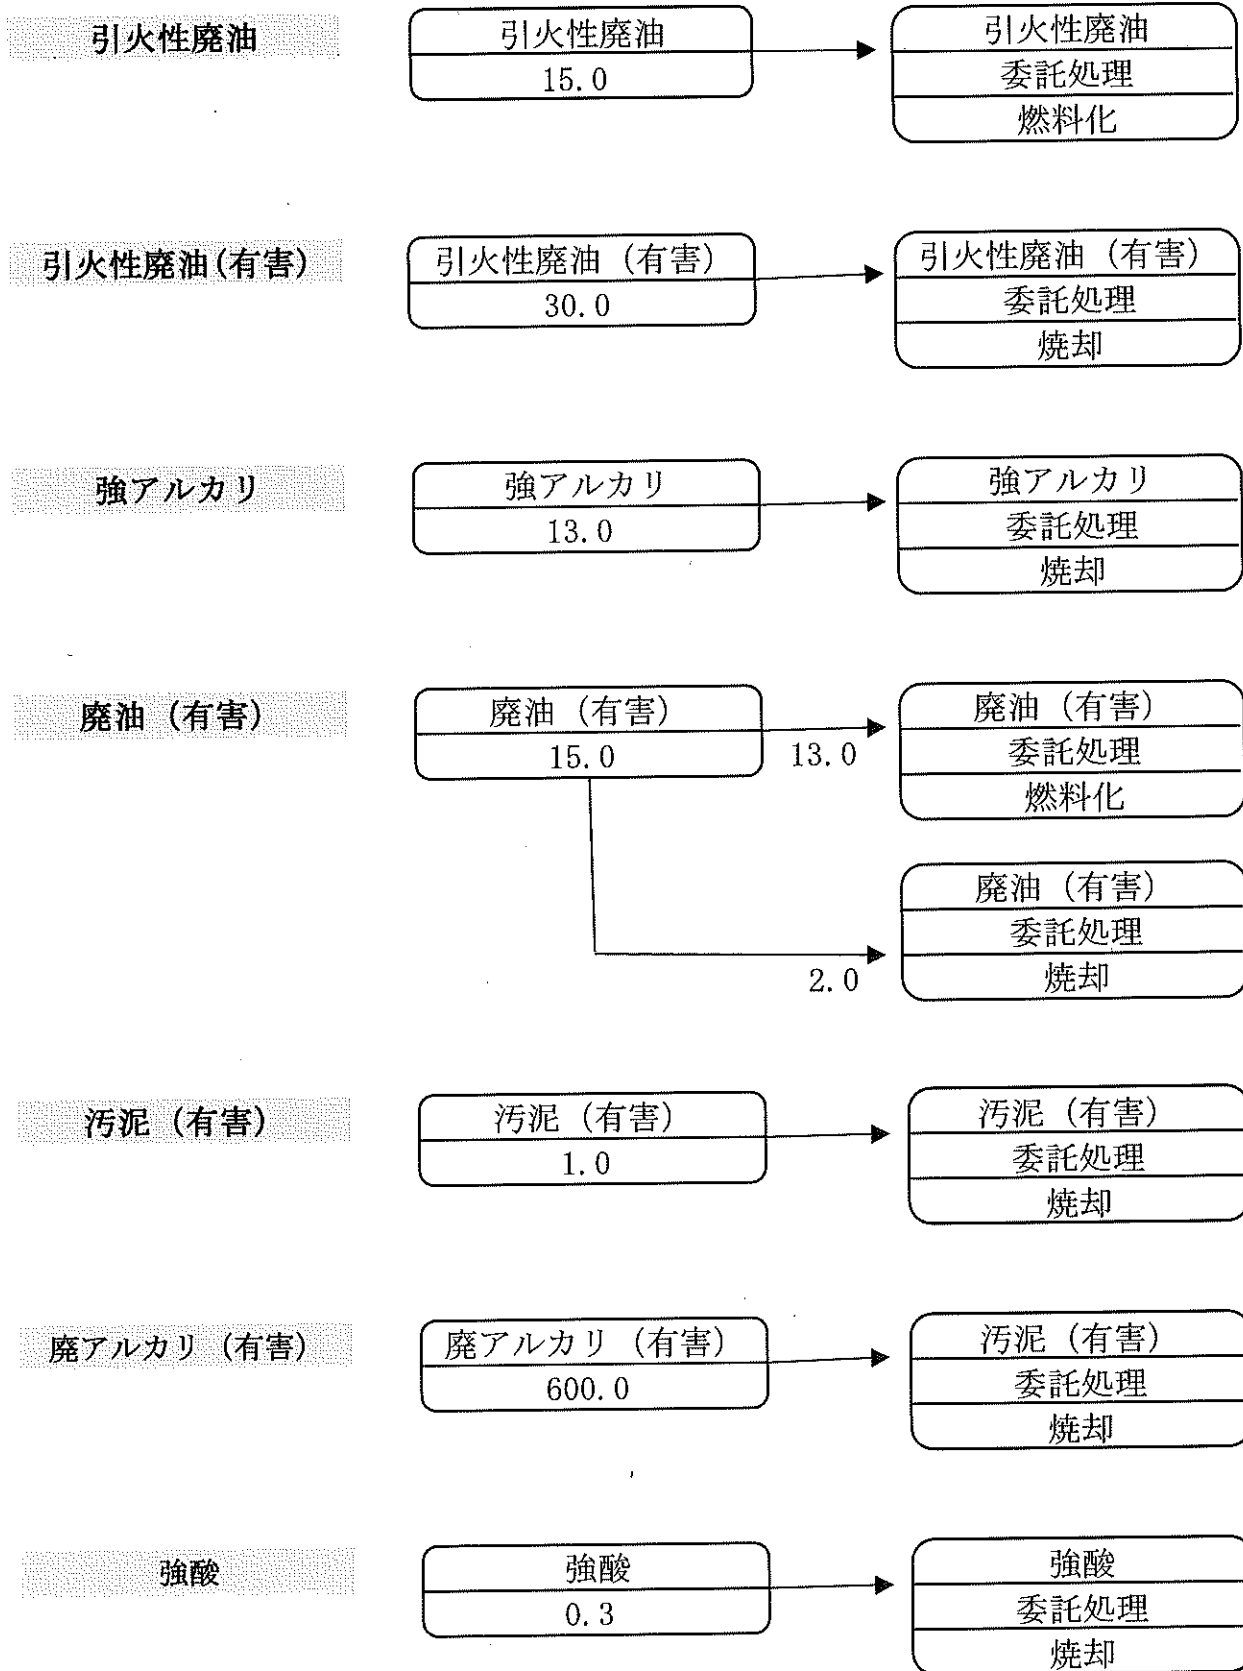 引火性廃油
引火性廃油
15.0
引火性廃油
委託処理
燃料化
引火性廃油(有害)
引火性廃油（有害）
30.0
引火性廃油（有害）
委託処理
焼却
強アルカリ
強アルカリ
13.0
強アルカリ
委託処理
焼却
廃油（有害）
廃油（有害）
15.0
13.0
廃油（有害）
委託処理
燃料化
2.0
廃油（有害）
委託処理
焼却
汚泥（有害）
汚泥（有害）
1.0
汚泥（有害）
委託処理
焼却
廃アルカリ（有害）
廃アルカリ（有害）
600.0
汚泥（有害）
委託処理
焼却
強酸
強酸
0.3
強酸
委託処理
焼却